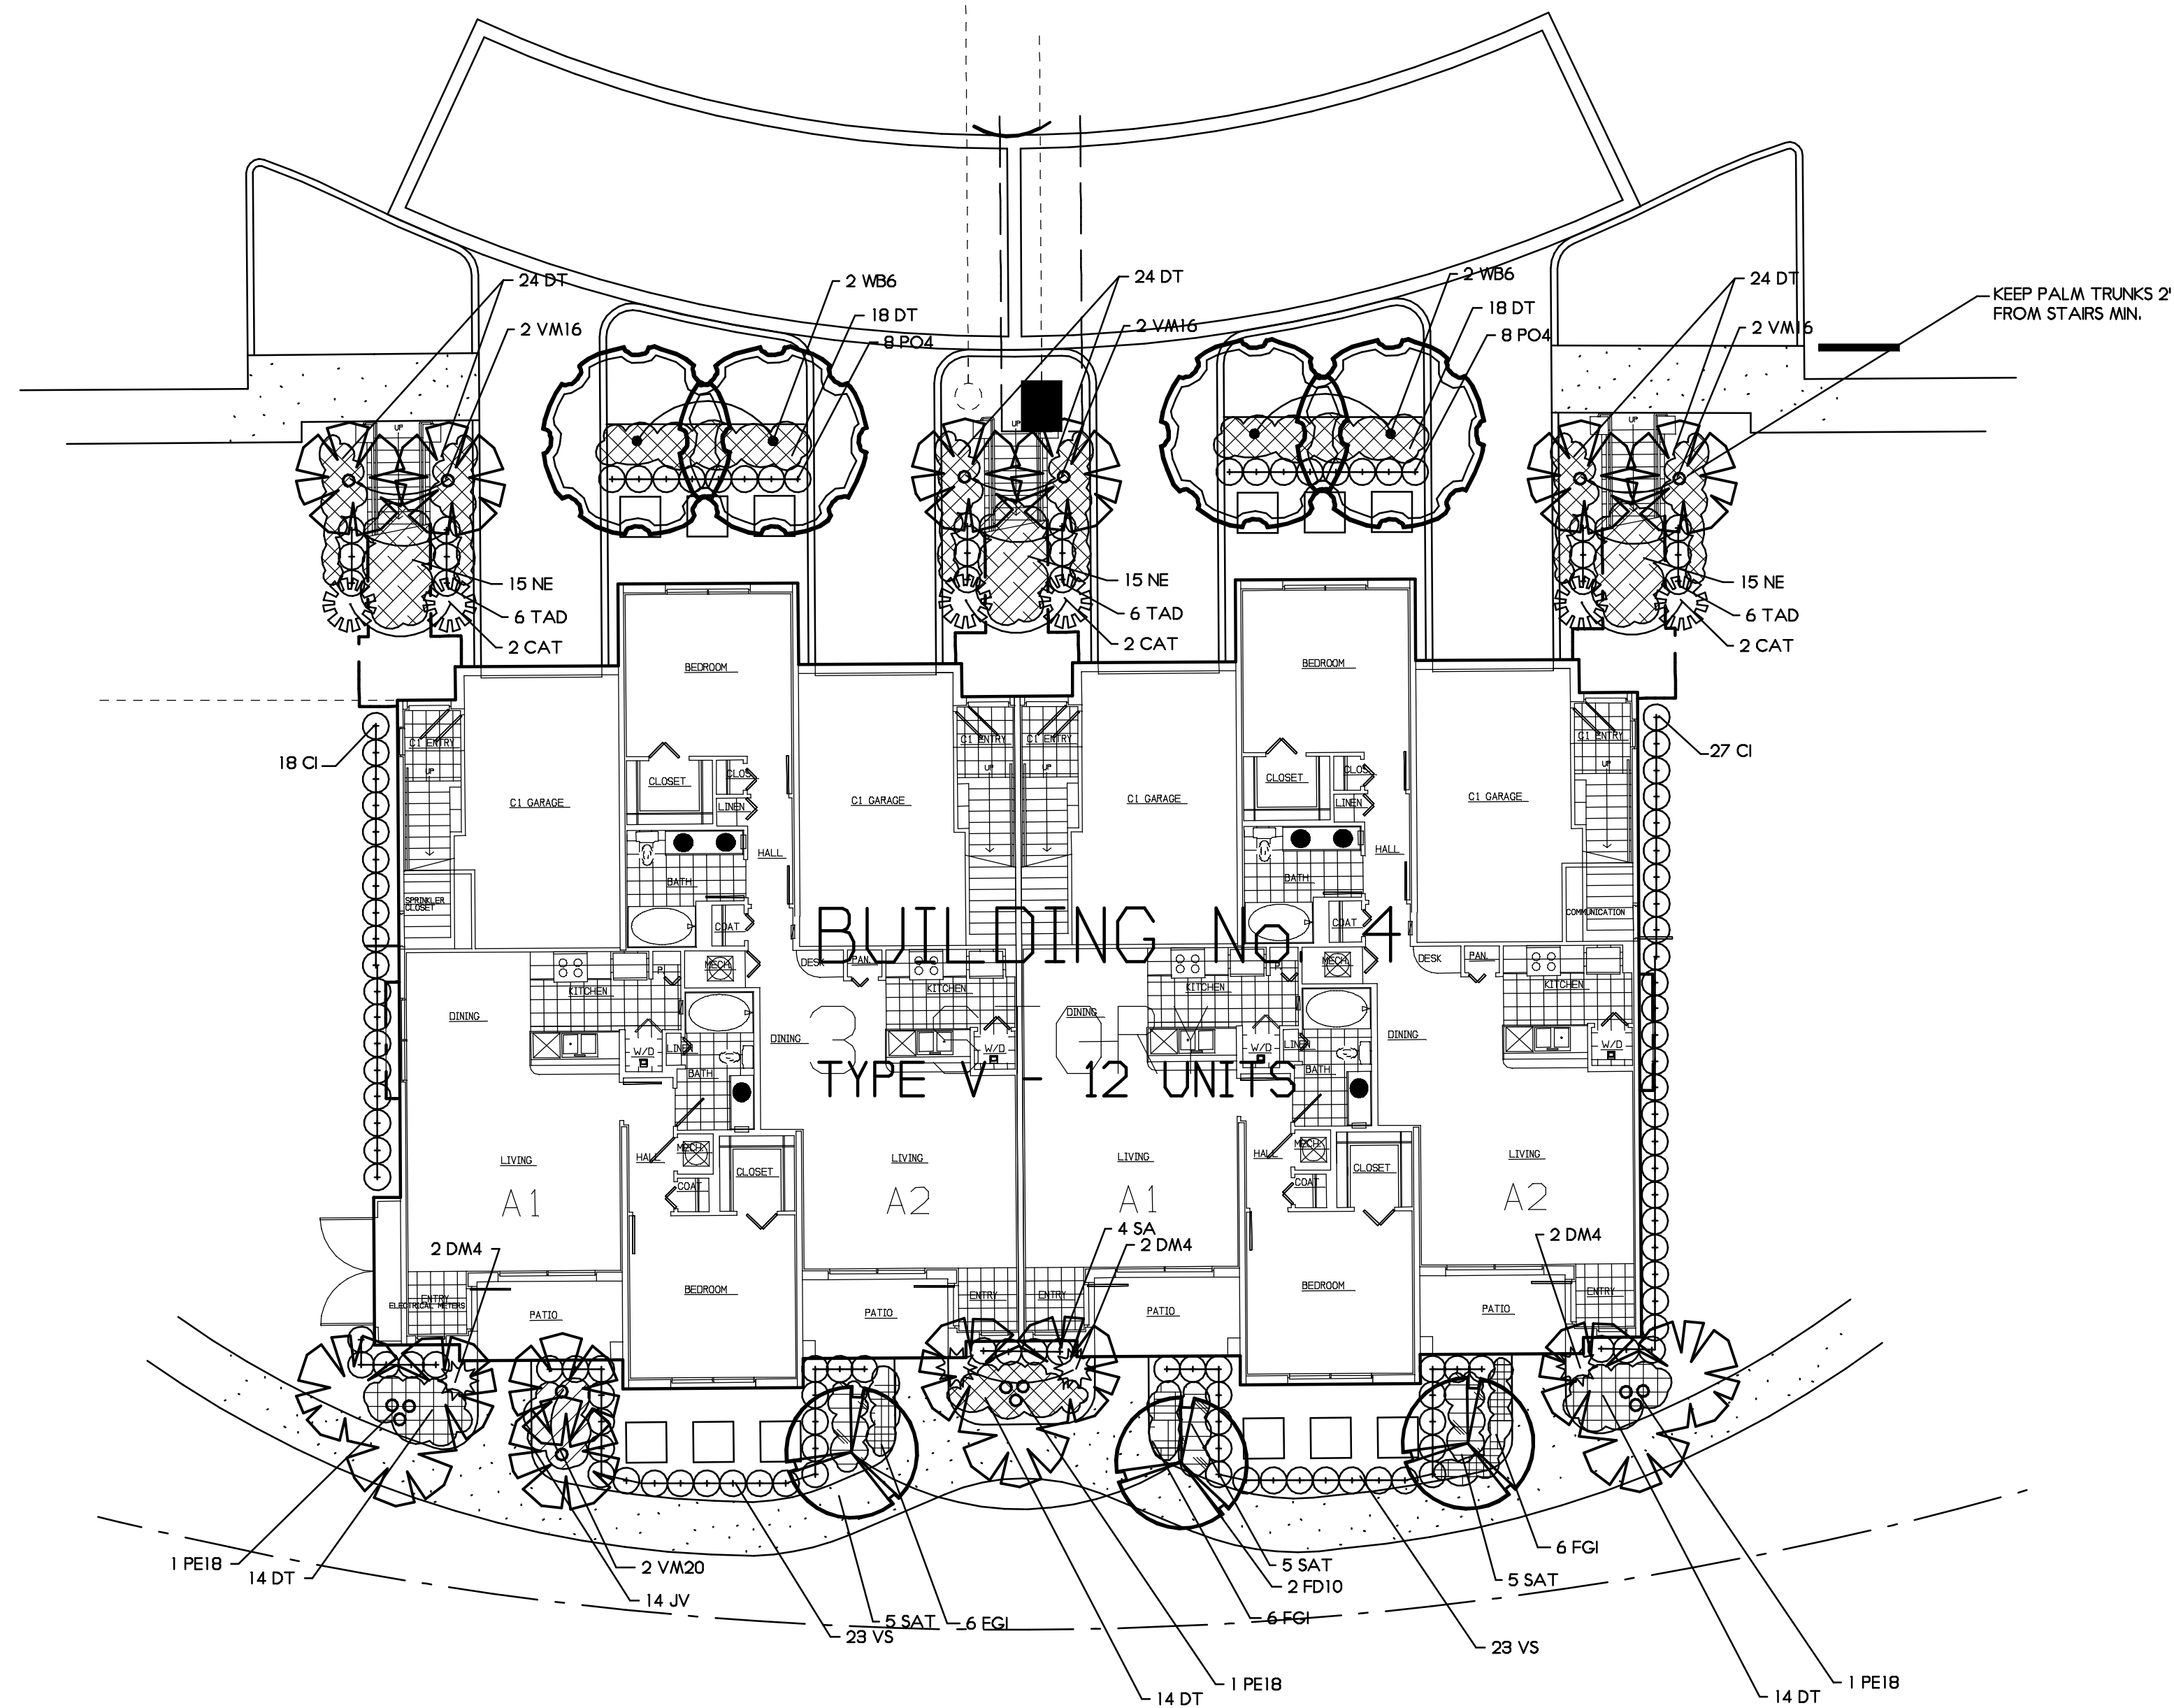 24 DT
2 WB6
24 DT
2 WB6
24 DT
KEEP PALM TRUNKS 2'
FROM STAIRS MIN.
2 VM16
18 DT
2 VM16
18 DT
2 VM16
8 PO4
8 PO4
UP
UP
UP
15 NE
15 NE
15 NE
6 TAD
6 TAD
6 TAD
2 CAT
2 CAT
2 CAT
BEDROOM
BEDROOM
18 CI
C1 ENTRY
C1 ENTRY
C1 ENTRY
C1 ENTRY
27 CI
UP
UP
UP
UP
CLOSET
CLOS
CLOSET
CLOS
C1 GARAGE
LINEN
C1 GARAGE
C1 GARAGE
LINEN
C1 GARAGE
HALL
HALL
BATH
BATH
SPRINKLER
CLOSET
COMMUNICATION
COAT
COAT
BUILDING No 4
MECH.
DESK
PAN.
MECH.
DESK
PAN.
KITCHEN
P.
KITCHEN
KITCHEN
P.
KITCHEN
DINING
DINING
DINING
DINING
3
W/D
LINEN
W/D
W/D
LINEN
W/D
BATH
BATH
TYPE V - 12 UNITS
LIVING
HALL
MECH.
LIVING
LIVING
HALL
MECH.
LIVING
CLOSET
CLOSET
COAT
COAT
A1
A2
A1
A2
2 DM4
4 SA
2 DM4
2 DM4
BEDROOM
BEDROOM
ENTRY
ENTRY
ENTRY
ENTRY
ELECTRICAL METERS
PATIO
PATIO
PATIO
PATIO
1 PE18
14 DT
2 VM20
14 JV
5 SAT
6 FGI
23 VS
5 SAT
2 FD10
6 FGI
6 FGI
5 SAT
23 VS
1 PE18
14 DT
1 PE18
14 DT